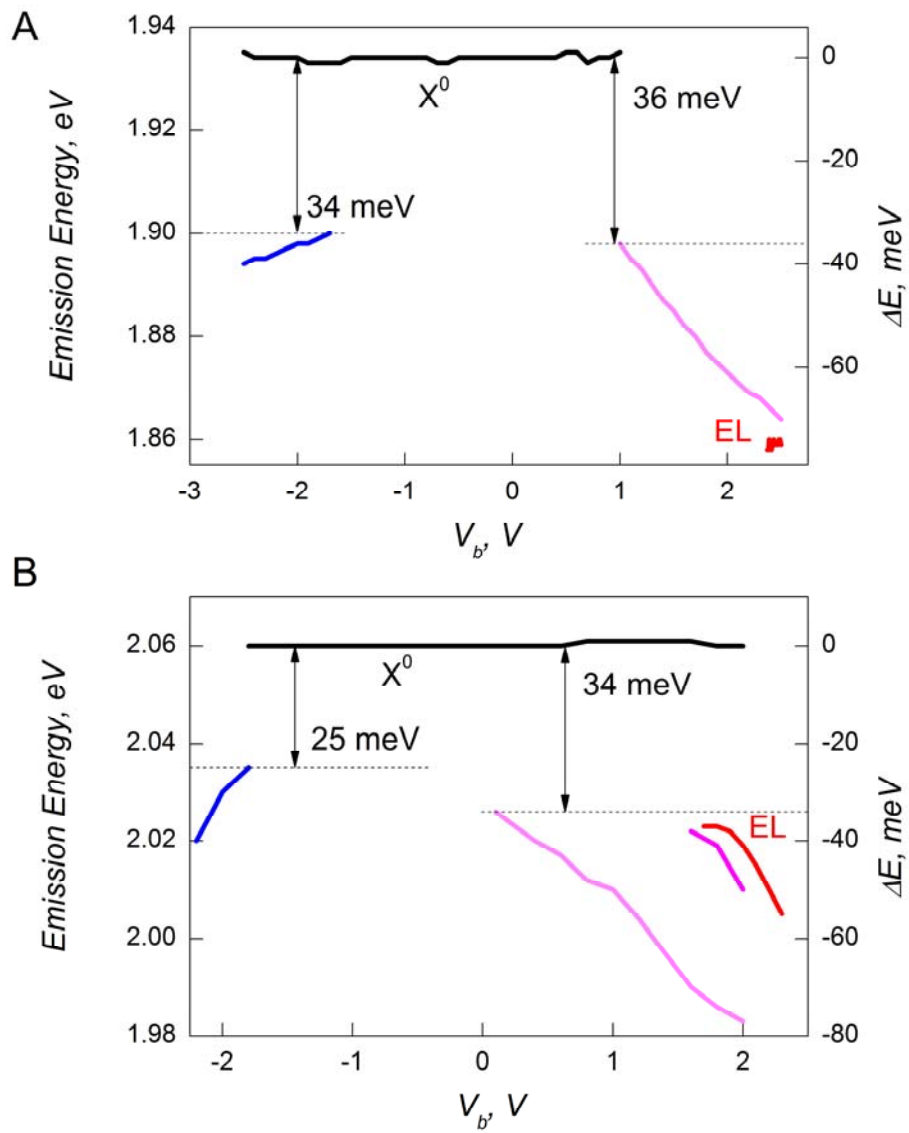 A
Emission Energy, eV
1.94
1.92
1.90
1.88
1.86
X⁰
34 meV
36 meV
EL
0
-20
-40
-60
ΔE, meV
-3
-2
-1
0
1
2
V_b, V
B
Emission Energy, eV
2.06
2.04
2.02
2.00
1.98
X⁰
25 meV
34 meV
EL
0
-20
-40
-60
-80
ΔE, meV
-2
-1
0
1
2
V_b, V